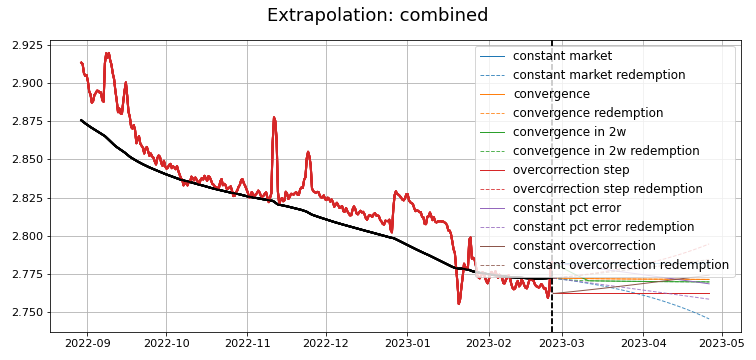 Extrapolation: combined
2.925
2.900
2.875
2.850
2.825
2.800
2.775
2.750
constant market
constant market redemption
convergence
convergence redemption
convergence in 2w
convergence in 2w redemption
overcorrection step
overcorrection step redemption
constant pct error
constant pct error redemption
constant overcorrection
constant overcorrection redemption
2022-09 2022-10 2022-11 2022-12 2023-01 2023-02 2023-03 2023-04 2023-05